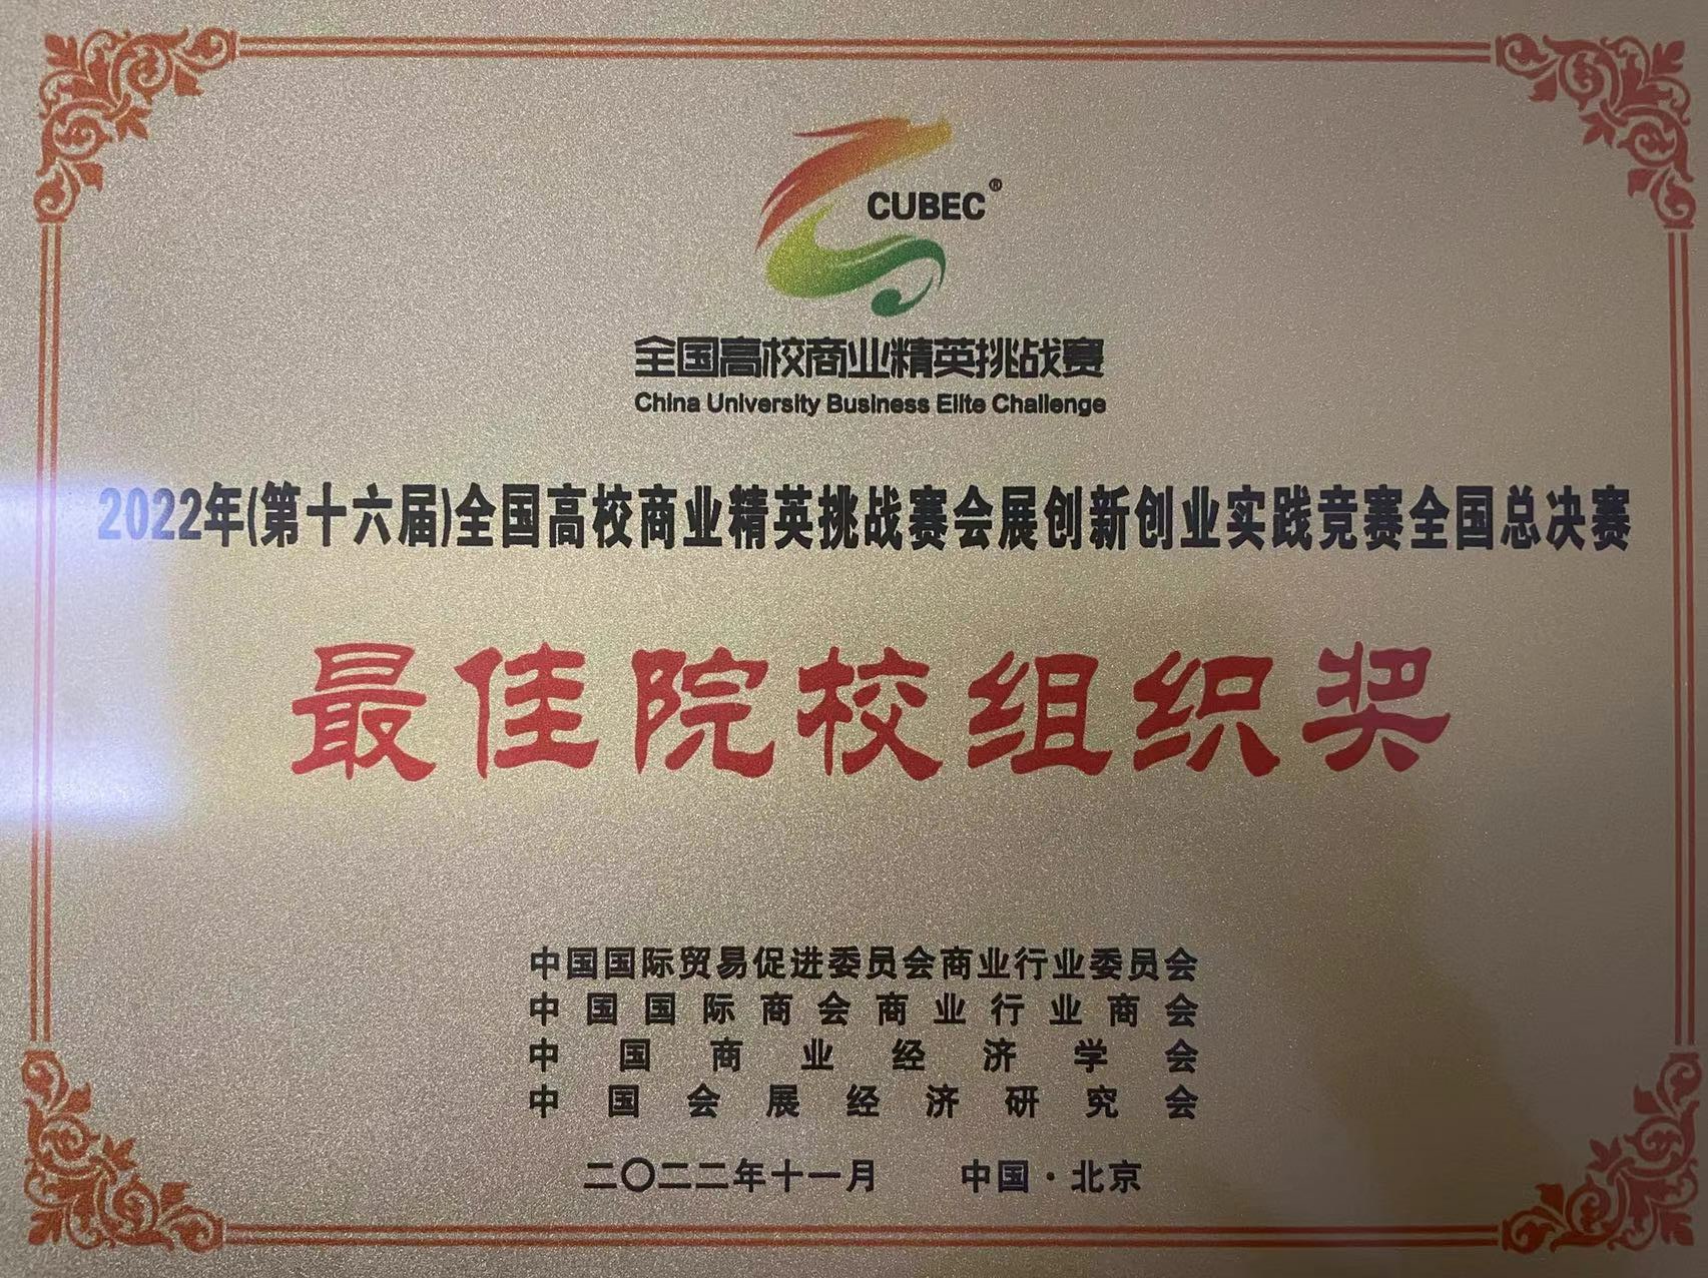 CUBEC®
全国高校商业精英挑战赛
China University Business Elite Challenge
2022年(第十六届)全国高校商业精英挑战赛会展创新创业实践竞赛全国总决赛
最佳院校组织奖
中国国际贸易促进委员会商业行业委员会
中国国际商会商业行业商会
中国商业经济学会
中国会展经济研究会
二〇二二年十一月 中国·北京